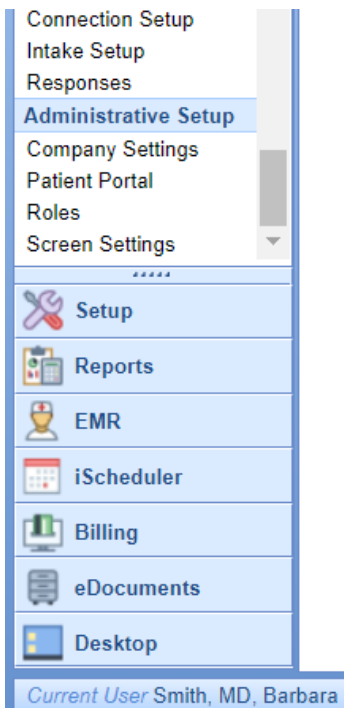 Connection Setup
Intake Setup
Responses
Administrative Setup
Company Settings
Patient Portal
Roles
Screen Settings
Setup
Reports
EMR
iScheduler
Billing
eDocuments
Desktop
Current User Smith, MD, Barbara